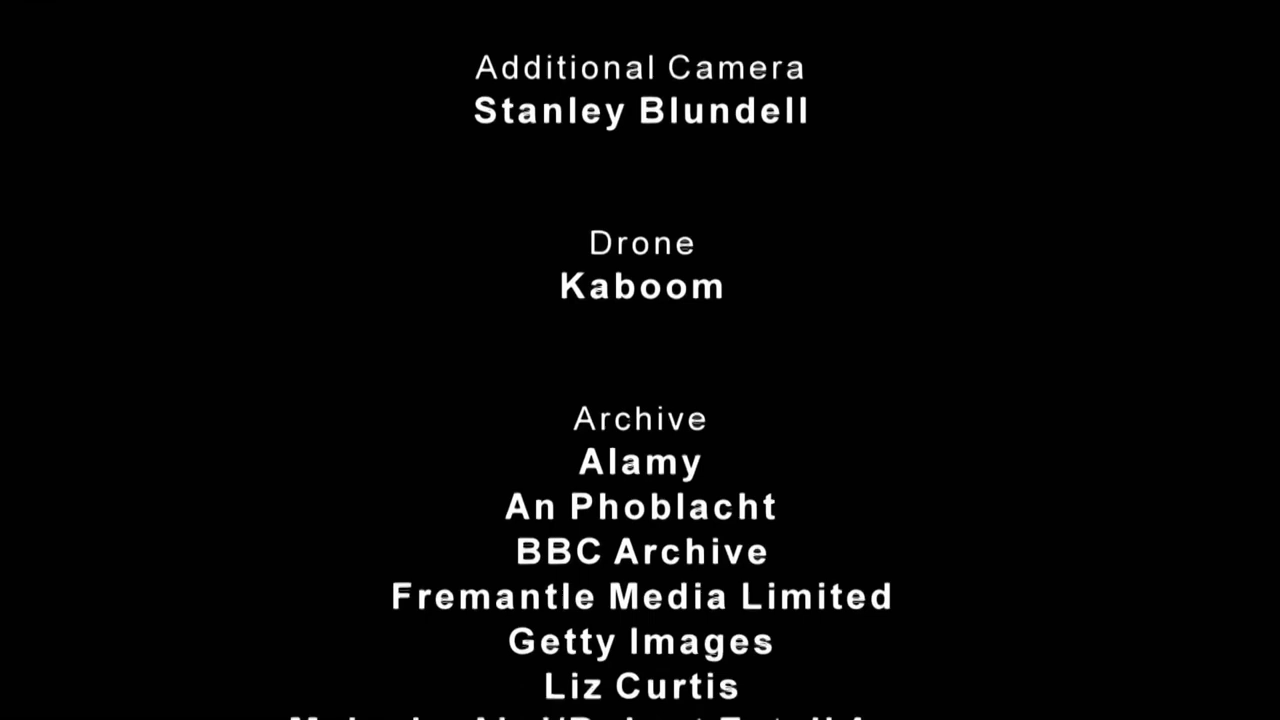 Additional Camera
Stanley Blundell
Drone
Kaboom
Archive
Alamy
An Phoblacht
BBC Archive
Fremantle Media Limited
Getty Images
Liz Curtis